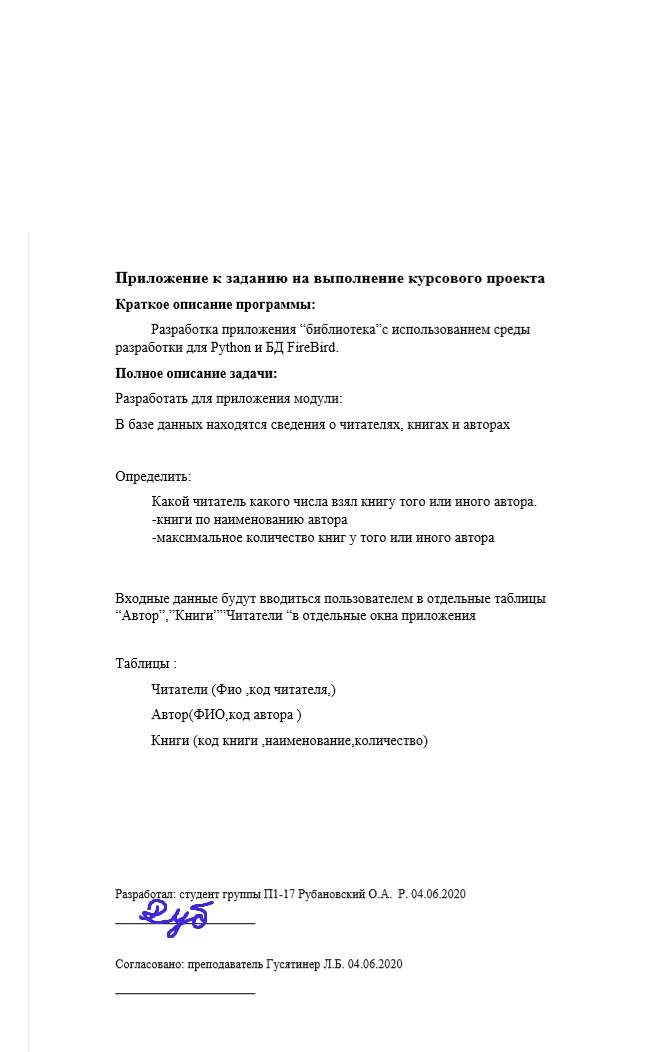 Приложение к заданию на выполнение курсового проекта
Краткое описание программы:
Разработка приложения “библиотека”с использованием среды
разработки для Python и БД FireBird.
Полное описание задачи:
Разработать для приложения модули:
В базе данных находятся сведения о читателях, книгах и авторах
Определить:
Какой читатель какого числа взял книгу того или иного автора.
-книги по наименованию автора
-максимальное количество книг у того или иного автора
Входные данные будут вводиться пользователем в отдельные таблицы
“Автор”,”Книги””Читатели “в отдельные окна приложения
Таблицы :
Читатели (Фио ,код читателя,)
Автор(ФИО,код автора )
Книги (код книги ,наименование,количество)
Разработал: студент группы П1-17 Рубановский О.А. Р. 04.06.2020
Руб
Согласовано: преподаватель Гусятинер Л.Б. 04.06.2020